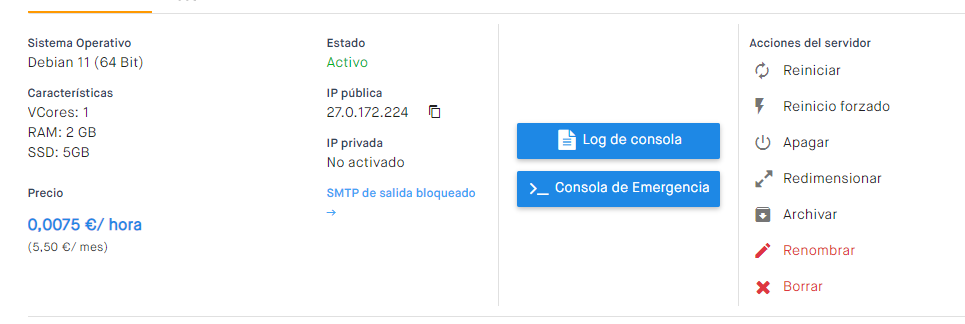 Sistema Operativo
Debian 11 (64 Bit)
Características
VCores: 1
RAM: 2 GB
SSD: 5GB
Precio
0,0075 €/ hora
(5,50 €/ mes)
Estado
Activo
IP pública
27.0.172.224
IP privada
No activado
SMTP de salida bloqueado
→
Log de consola
Consola de Emergencia
Acciones del servidor
Reiniciar
Reinicio forzado
Apagar
Redimensionar
Archivar
Renombrar
Borrar